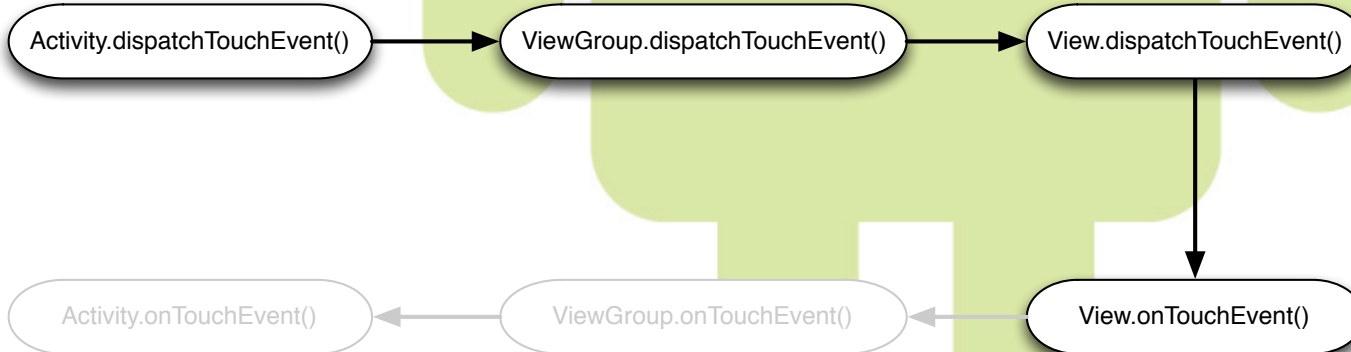 Activity.dispatchTouchEvent()
ViewGroup.dispatchTouchEvent()
View.dispatchTouchEvent()
Activity.onTouchEvent()
ViewGroup.onTouchEvent()
View.onTouchEvent()